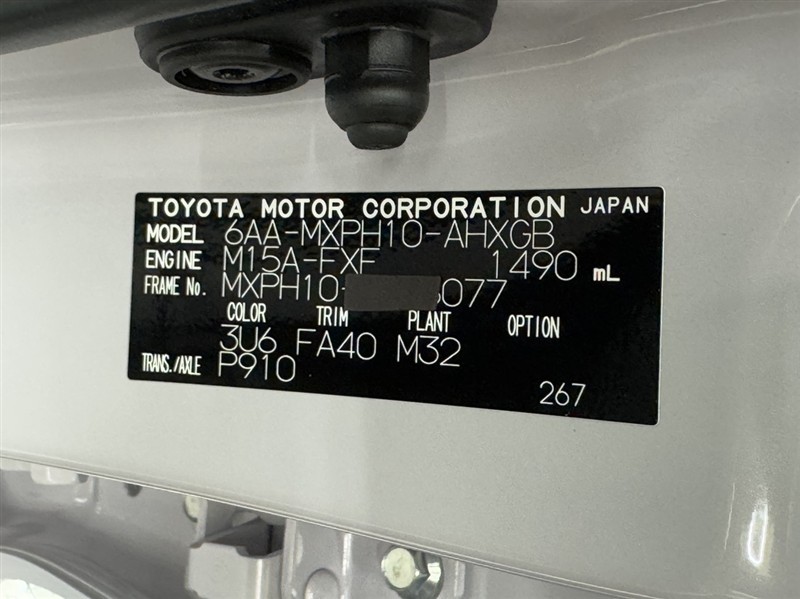 TOYOTA MOTOR CORPORATION JAPAN
MODEL 6AA-MXPH10-AHXGB
ENGINE M15A-FXE 1490 mL
FRAME No. MXPH10- 077
COLOR TRIM PLANT OPTION
3U6 FA40 M32
TRANS./AXLE P910
267